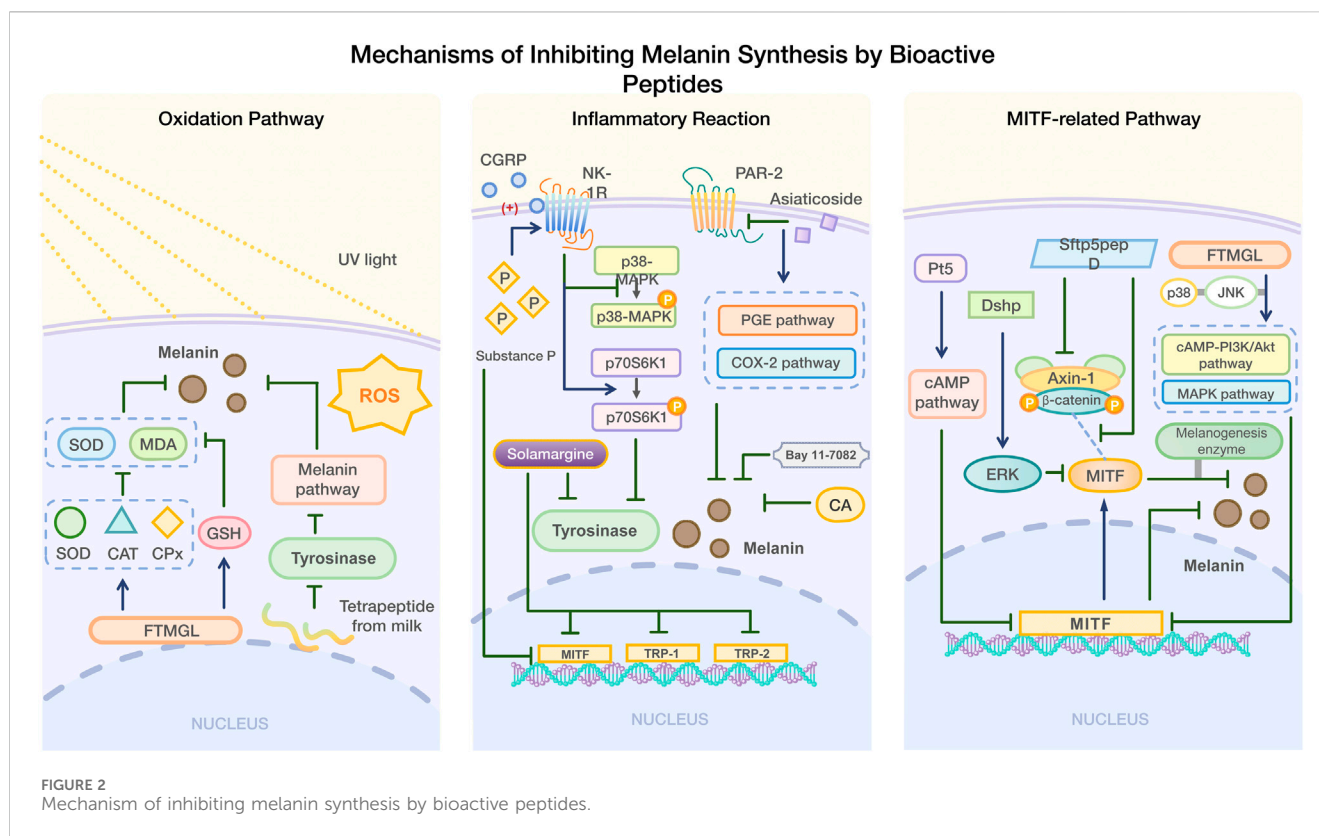 Mechanisms of Inhibiting Melanin Synthesis by Bioactive
Peptides
Oxidation Pathway
UV light
Melanin
ROS
SOD
MDA
Melanin
pathway
GSH
SOD
CAT
CPx
Tyrosinase
Tetrapeptide
from milk
FTMGL
NUCLEUS
Inflammatory Reaction
CGRP
NK-
1R
PAR-2
Asiaticoside
(+)
P
P
P
Substance P
p38-
MAPK
P
p38-MAPK
PGE pathway
COX-2 pathway
p70S6K1
p70S6K1
P
Solamargine
Bay 11-7082
CA
Tyrosinase
Melanin
MITF
TRP-1
TRP-2
NUCLEUS
MITF-related Pathway
Sftp5pep
D
Pt5
FTMGL
Dshp
p38
JNK
cAMP-PI3K/Akt
pathway
MAPK pathway
cAMP
pathway
Axin-1
β-catenin
P
P
Melanogenesis
enzyme
ERK
MITF
Melanin
MITF
NUCLEUS
FIGURE 2
Mechanism of inhibiting melanin synthesis by bioactive peptides.